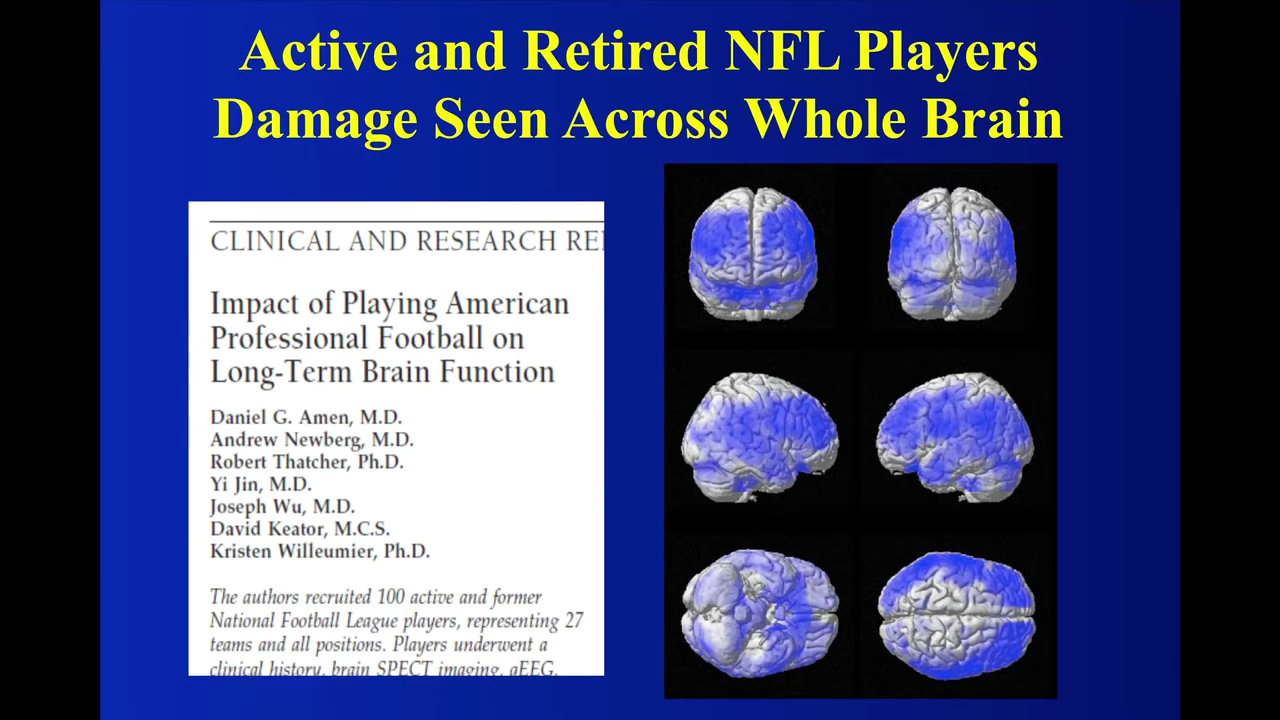 Active and Retired NFL Players
Damage Seen Across Whole Brain
CLINICAL AND RESEARCH
Impact of Playing American
Professional Football on
Long-Term Brain Function
Daniel G. Amen, M.D.
Andrew Newberg, M.D.
Robert Thatcher, Ph.D.
Yi Jin, M.D.
Joseph Wu, M.D.
David Keator, M.C.S.
Kristen Willeumier, Ph.D.
The authors recruited 100 active and former
National Football League players, representing 27
teams and all positions. Players underwent a
clinical history, brain SPECT imaging, qEEG,